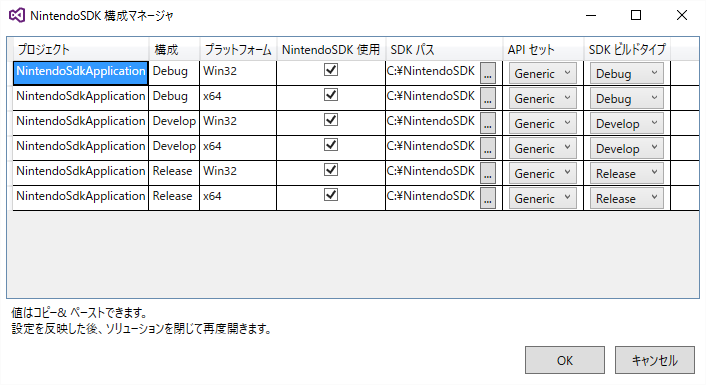 NintendoSDK 構成マネージャ
プロジェクト 構成 プラットフォーム NintendoSDK 使用 SDK パス API セット SDK ビルドタイプ
NintendoSdkApplication Debug Win32 C:¥NintendoSDK ... Generic Debug
NintendoSdkApplication Debug x64 C:¥NintendoSDK ... Generic Debug
NintendoSdkApplication Develop Win32 C:¥NintendoSDK ... Generic Develop
NintendoSdkApplication Develop x64 C:¥NintendoSDK ... Generic Develop
NintendoSdkApplication Release Win32 C:¥NintendoSDK ... Generic Release
NintendoSdkApplication Release x64 C:¥NintendoSDK ... Generic Release
値はコピー& ペーストできます。
設定を反映した後、ソリューションを閉じて再度開きます。
OK キャンセル